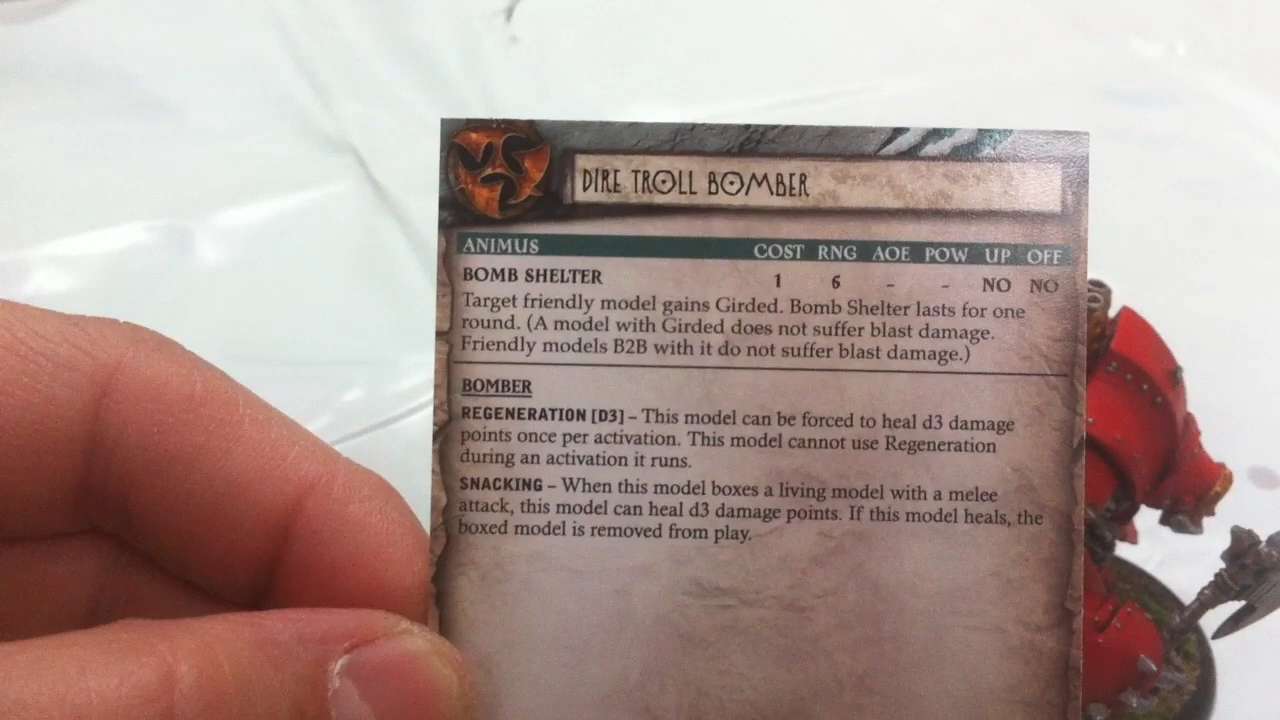 DIRE TROLL BOMBER
ANIMUS COST RNG AOE POW UP OFF
BOMB SHELTER 1 6 - - NO NO
Target friendly model gains Girded. Bomb Shelter lasts for one
round. (A model with Girded does not suffer blast damage.
Friendly models B2B with it do not suffer blast damage.)
BOMBER
REGENERATION [D3] – This model can be forced to heal d3 damage
points once per activation. This model cannot use Regeneration
during an activation it runs.
SNACKING – When this model boxes a living model with a melee
attack, this model can heal d3 damage points. If this model heals, the
boxed model is removed from play.